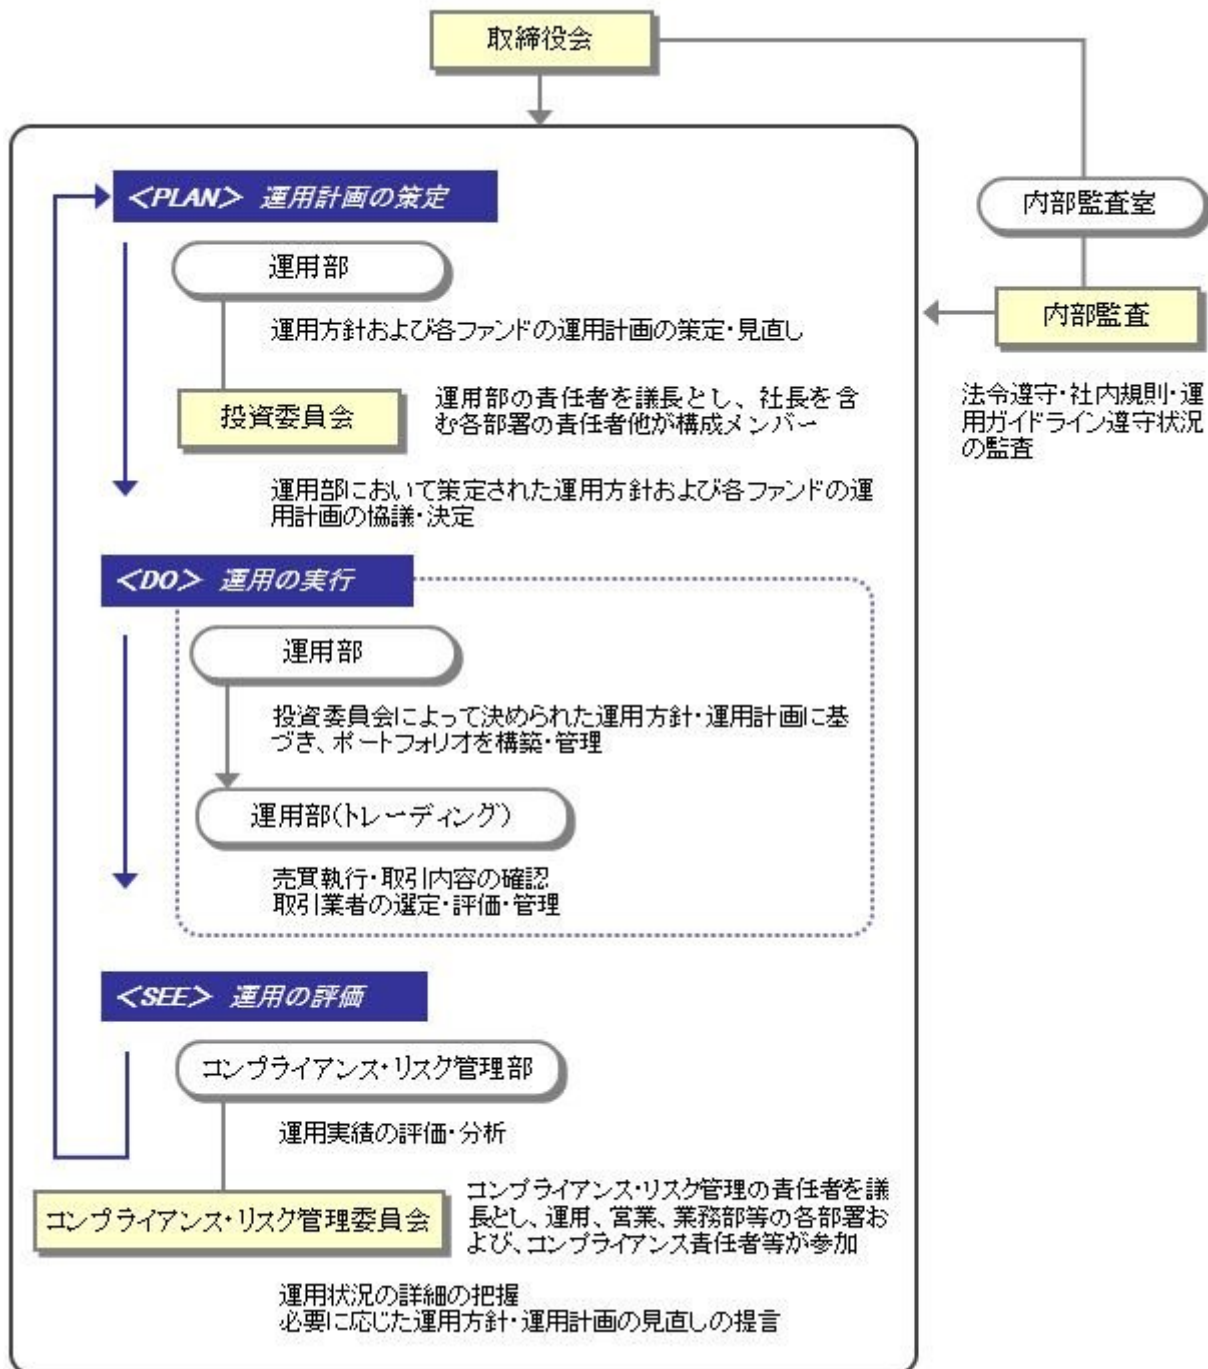 取締役会
<PLAN> 運用計画の策定
運用部
運用方針および各ファンドの運用計画の策定・見直し
投資委員会
運用部の責任者を議長とし、社長を含
む各部署の責任者他が構成メンバー
運用部において策定された運用方針および各ファンドの運
用計画の協議・決定
内部監査室
内部監査
法令遵守・社内規則・運
用ガイドライン遵守状況
の監査
<DO> 運用の実行
運用部
投資委員会によって決められた運用方針・運用計画に基
づき、ポートフォリオを構築・管理
運用部(トレーディング)
売買執行・取引内容の確認
取引業者の選定・評価・管理
<SEE> 運用の評価
コンプライアンス・リスク管理部
運用実績の評価・分析
コンプライアンス・リスク管理委員会
コンプライアンス・リスク管理の責任者を議
長とし、運用、営業、業務部等の各部署お
よび、コンプライアンス責任者等が参加
運用状況の詳細の把握
必要に応じた運用方針・運用計画の見直しの提言